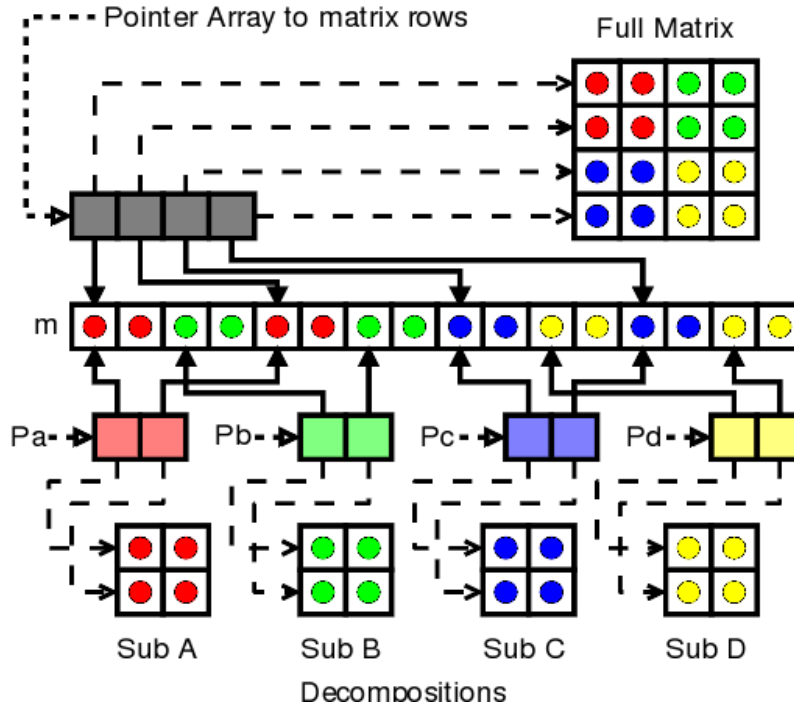 Pointer Array to matrix rows
Full Matrix
m
Pa
Pb
Pc
Pd
Sub A
Sub B
Sub C
Sub D
Decompositions